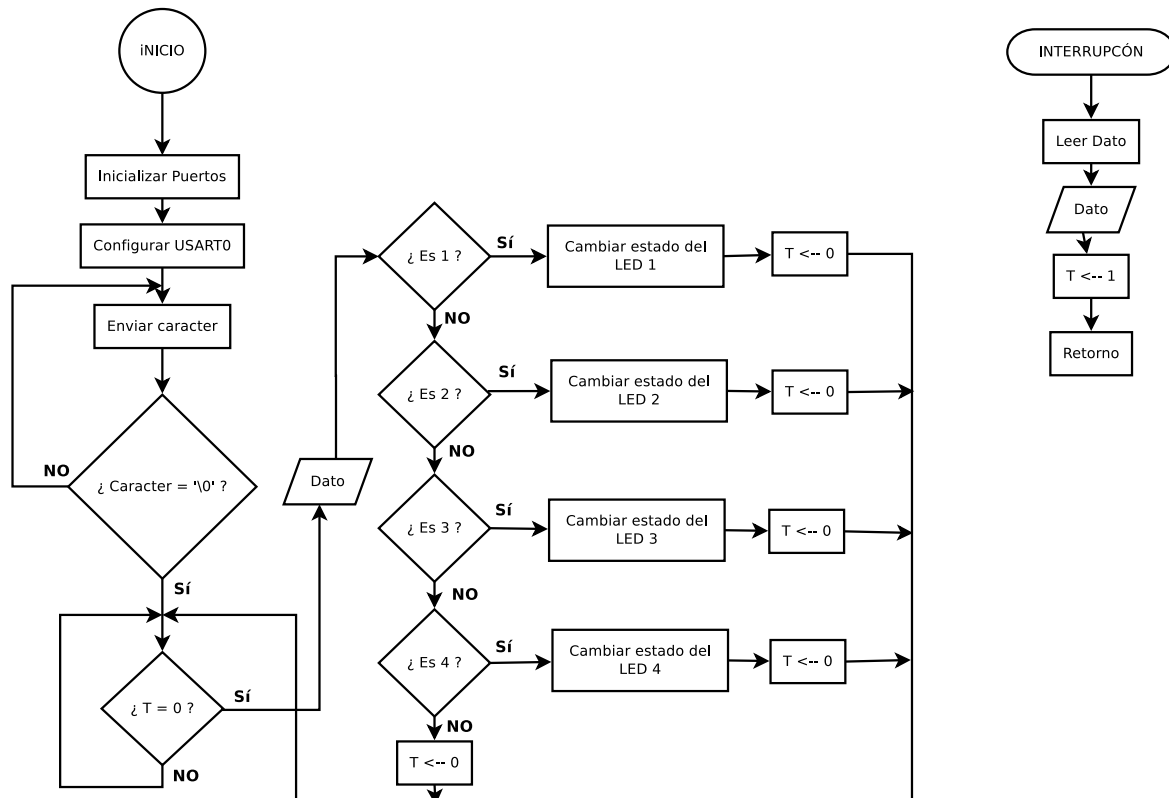 iNICIO
Inicializar Puertos
Configurar USART0
Enviar caracter
¿ Caracter = '\0' ?
NO
Sí
¿ T = 0 ?
Sí
NO
Dato
¿ Es 1 ?
Sí
Cambiar estado del
LED 1
T <-- 0
NO
¿ Es 2 ?
Sí
Cambiar estado del
LED 2
T <-- 0
NO
¿ Es 3 ?
Sí
Cambiar estado del
LED 3
T <-- 0
NO
¿ Es 4 ?
Sí
Cambiar estado del
LED 4
T <-- 0
NO
T <-- 0
INTERRUPCÓN
Leer Dato
Dato
T <-- 1
Retorno